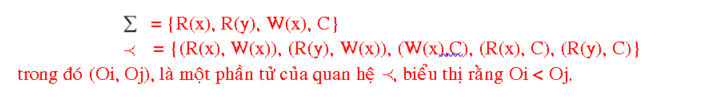 ∑ = {R(x), R(y), W(x), C}
≺ = {(R(x), W(x)), (R(y), W(x)), (W(x),C), (R(x), C), (R(y), C)}
trong đó (Oi, Oj), là một phần tử của quan hệ ≺, biểu thị rằng Oi < Oj.